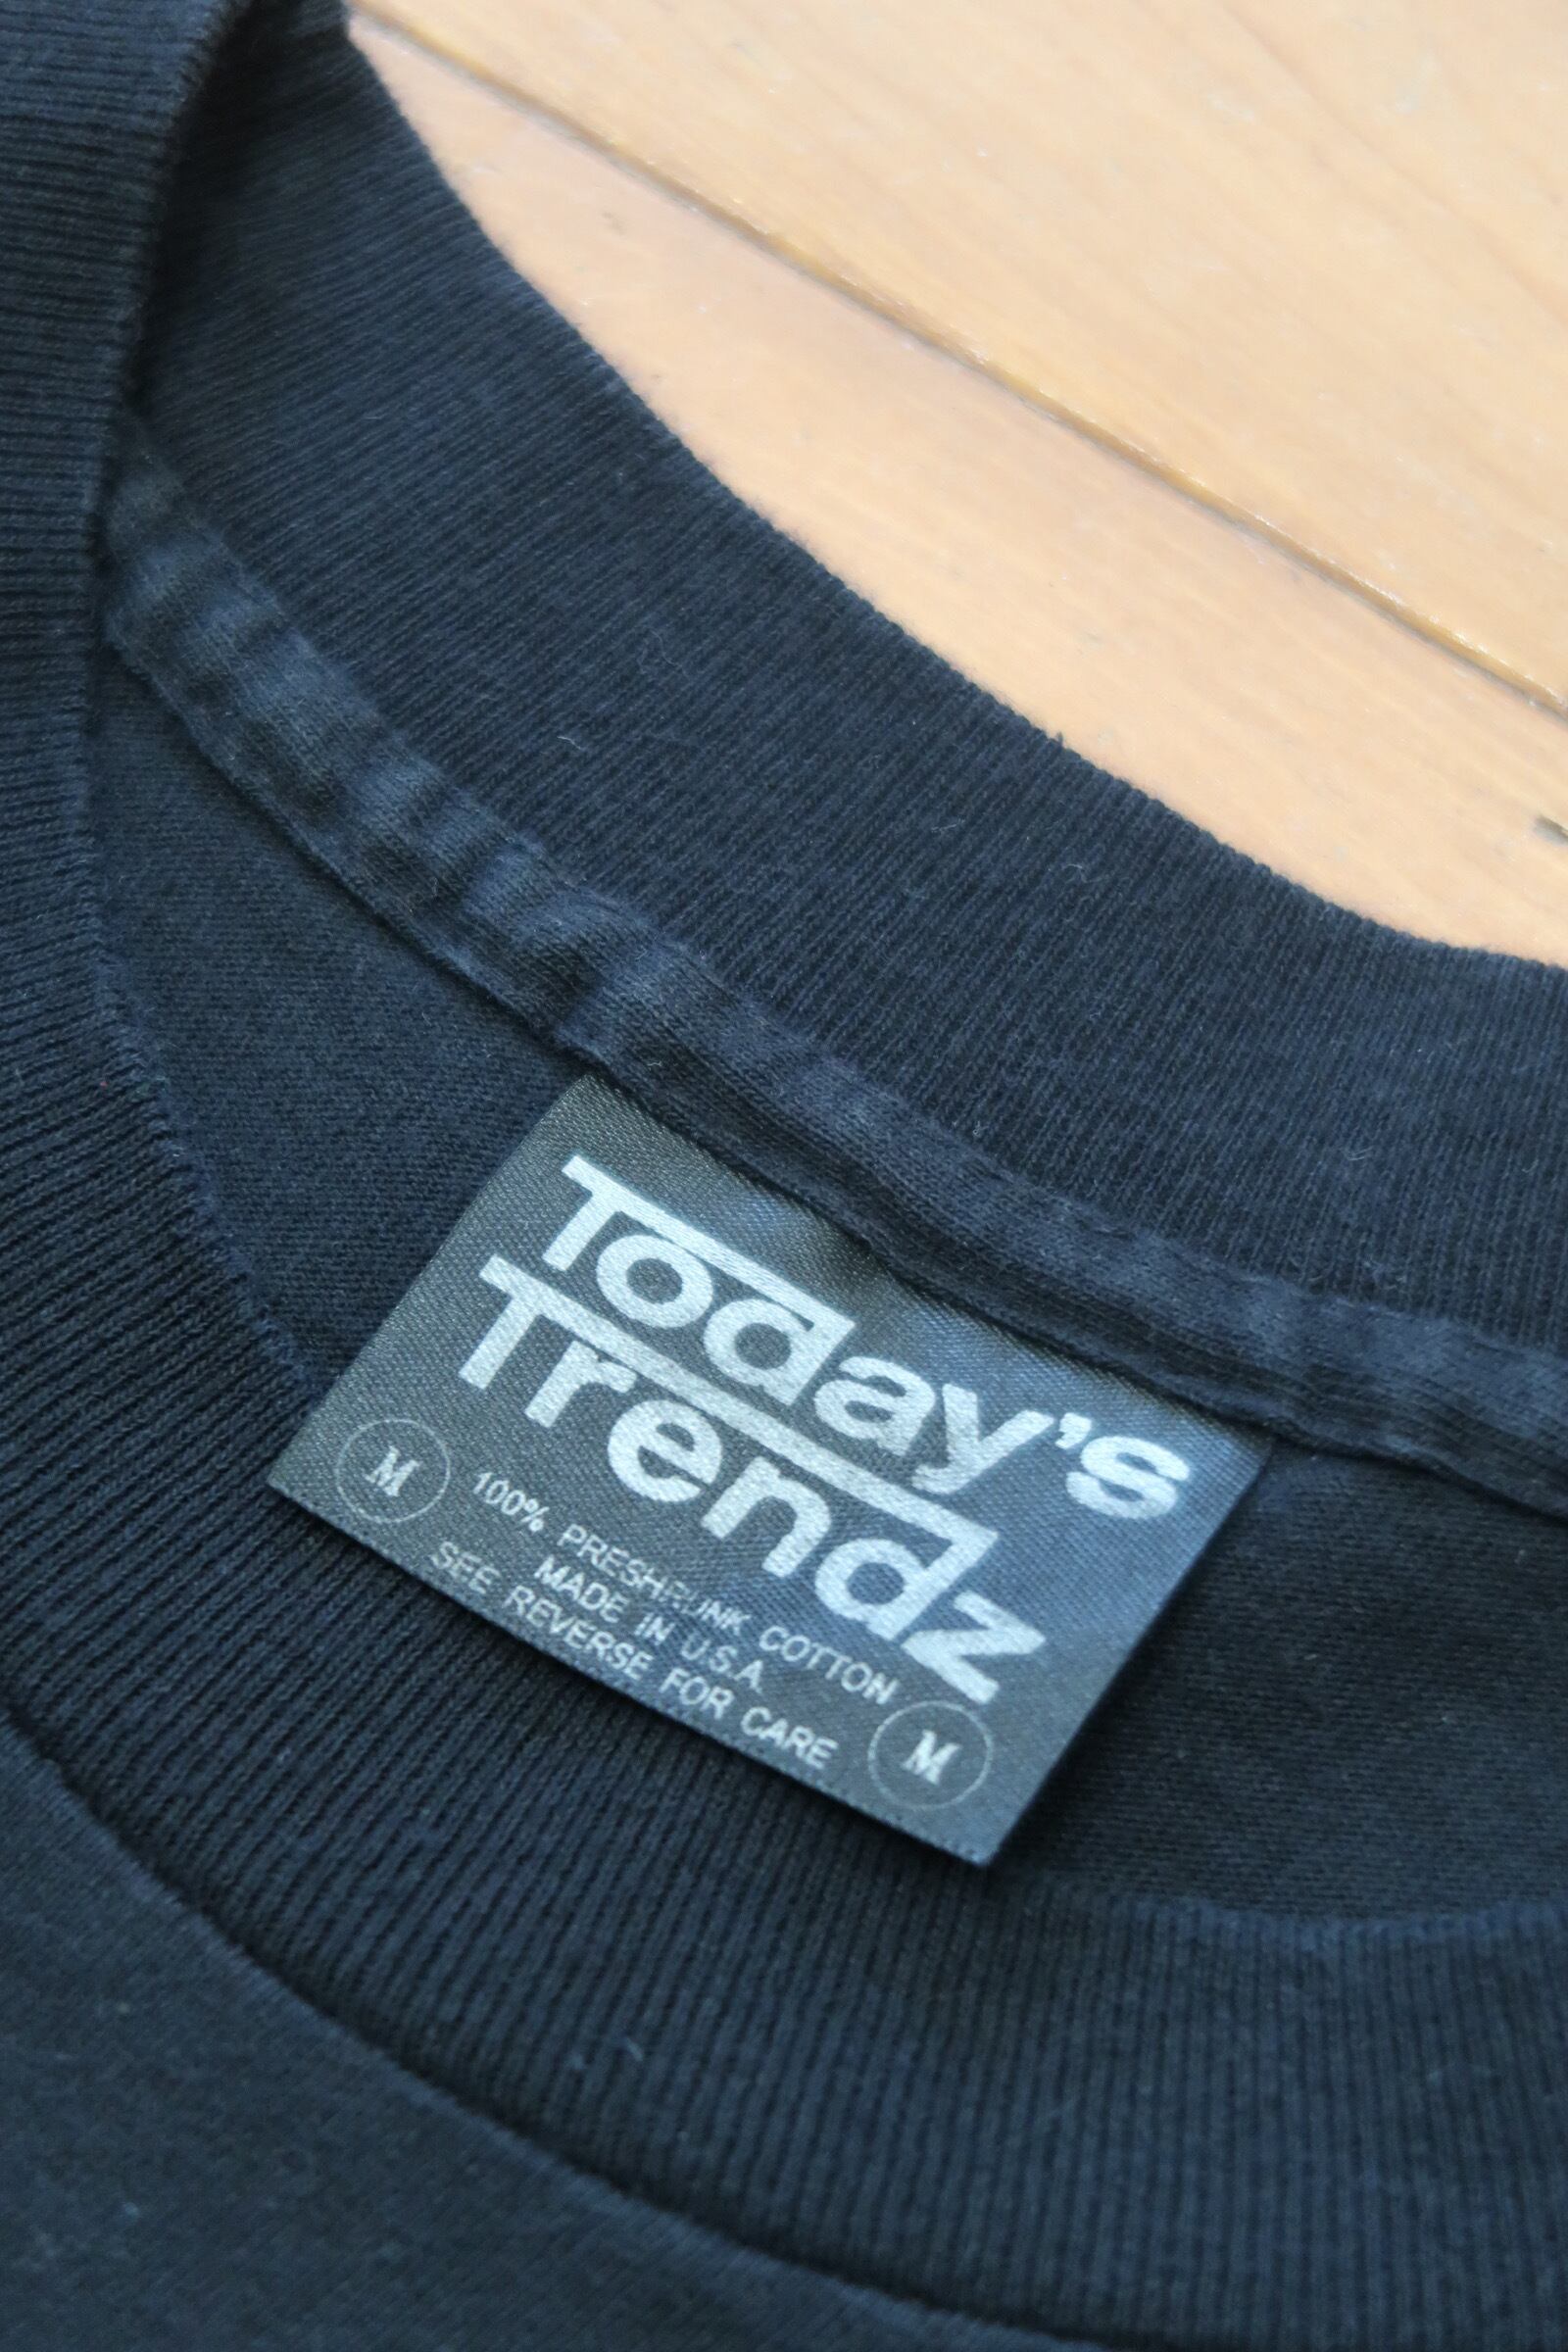 Today's
Trendz
M 100% PRESHRUNK COTTON M
MADE IN U.S.A.
SEE REVERSE FOR CARE